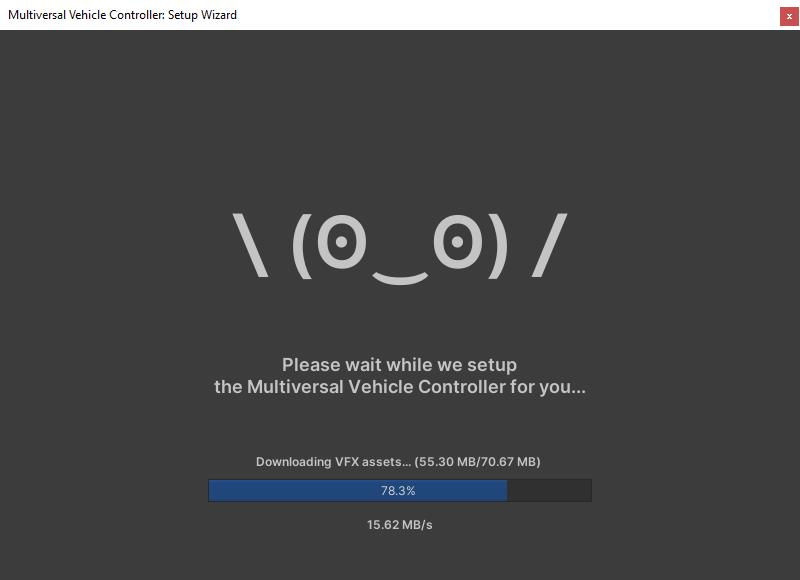 Multiversal Vehicle Controller: Setup Wizard
x
\ (ʘ‿ʘ) /
Please wait while we setup
the Multiversal Vehicle Controller for you...
Downloading VFX assets... (55.30 MB/70.67 MB)
78.3%
15.62 MB/s